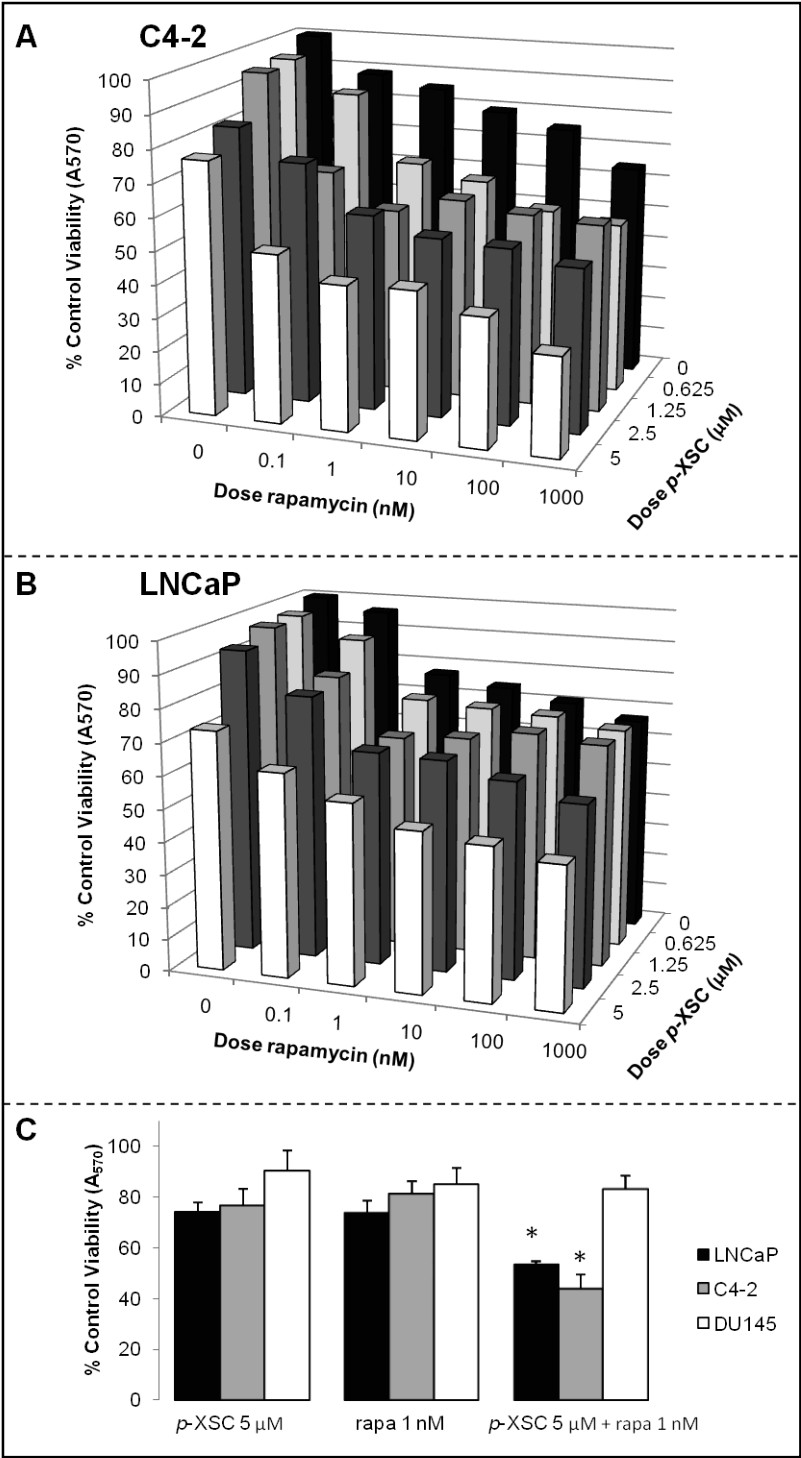 A
C4-2
% Control Viability (A570)
100
90
80
70
60
50
40
30
20
10
0
0
0.1
1
10
100
1000
Dose rapamycin (nM)
0
0.625
1.25
2.5
5
Dose p-XSC (µM)
B
LNCaP
% Control Viability (A570)
100
90
80
70
60
50
40
30
20
10
0
0
0.1
1
10
100
1000
Dose rapamycin (nM)
0
0.625
1.25
2.5
5
Dose p-XSC (µM)
C
% Control Viability (A570)
100
80
60
40
20
0
*
*
LNCaP
C4-2
DU145
p-XSC 5 µM
rapa 1 nM
p-XSC 5 µM + rapa 1 nM